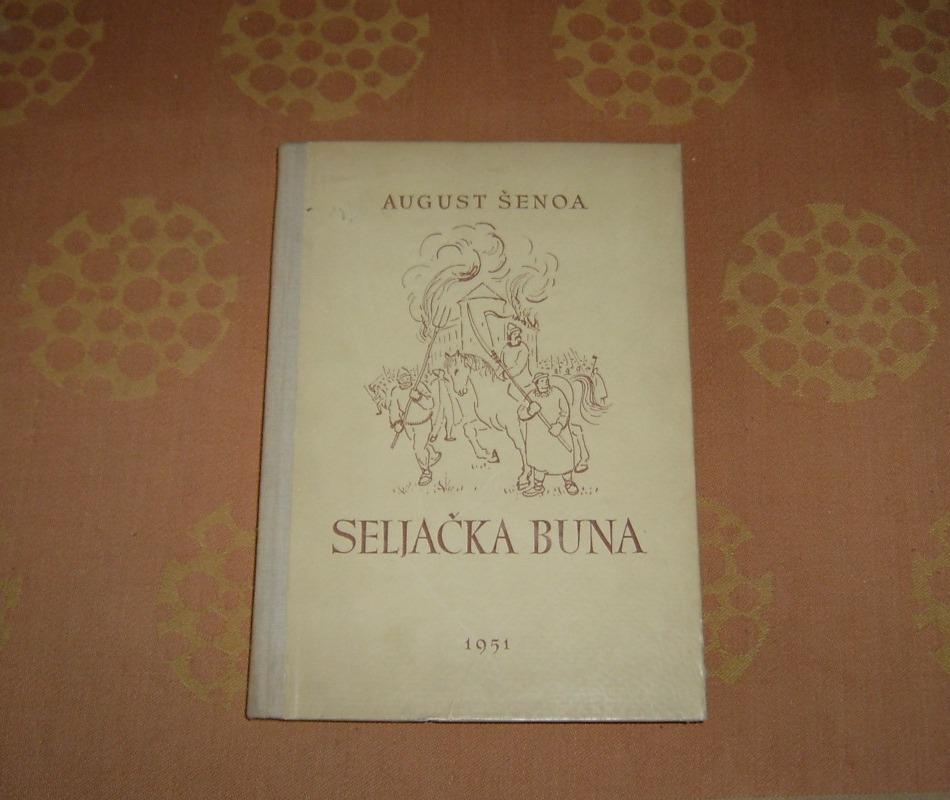 AUGUST ŠENOA
SELJAČKA BUNA
1951